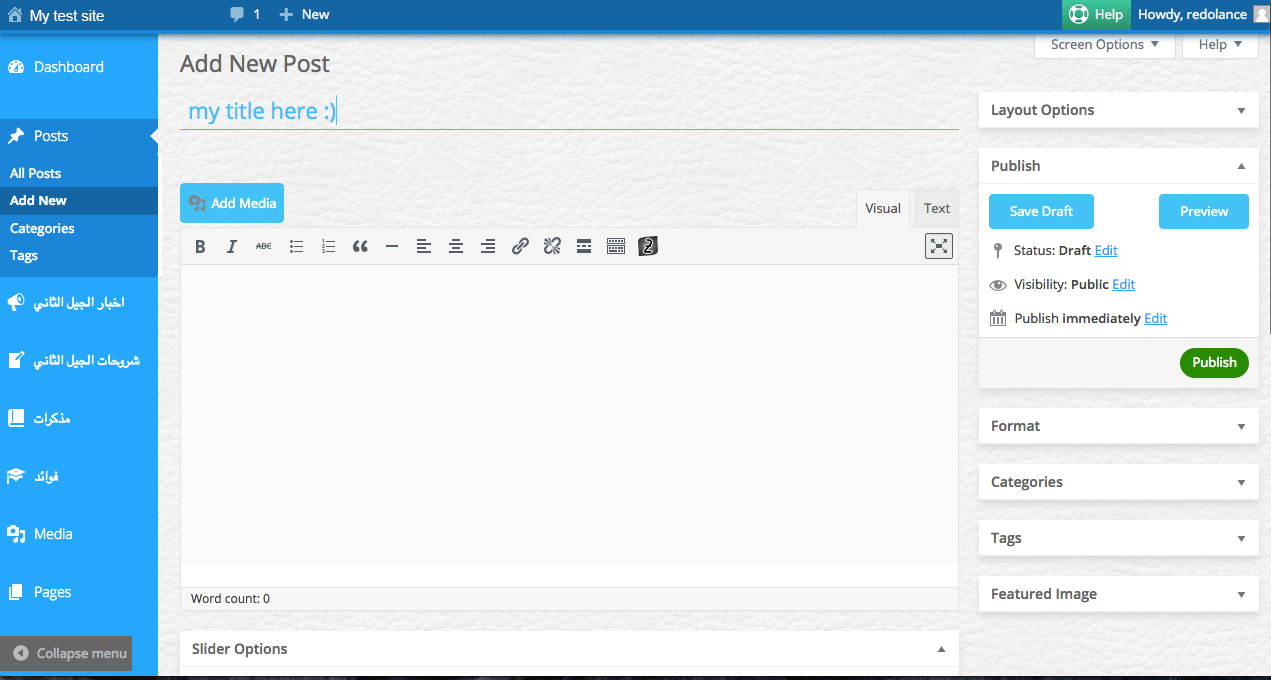 My test site
1
New
Help
Howdy, redolance
Dashboard
Posts
All Posts
Add New
Categories
Tags
اخبار الجيل الثاني
شروحات الجيل الثاني
مذكرات
فوائد
Media
Pages
Collapse menu
Screen Options
Help
Add New Post
my title here :)
Add Media
Visual
Text
B I ABC
2
Word count: 0
Slider Options
Layout Options
Publish
Save Draft
Preview
Status: Draft Edit
Visibility: Public Edit
Publish immediately Edit
Publish
Format
Categories
Tags
Featured Image